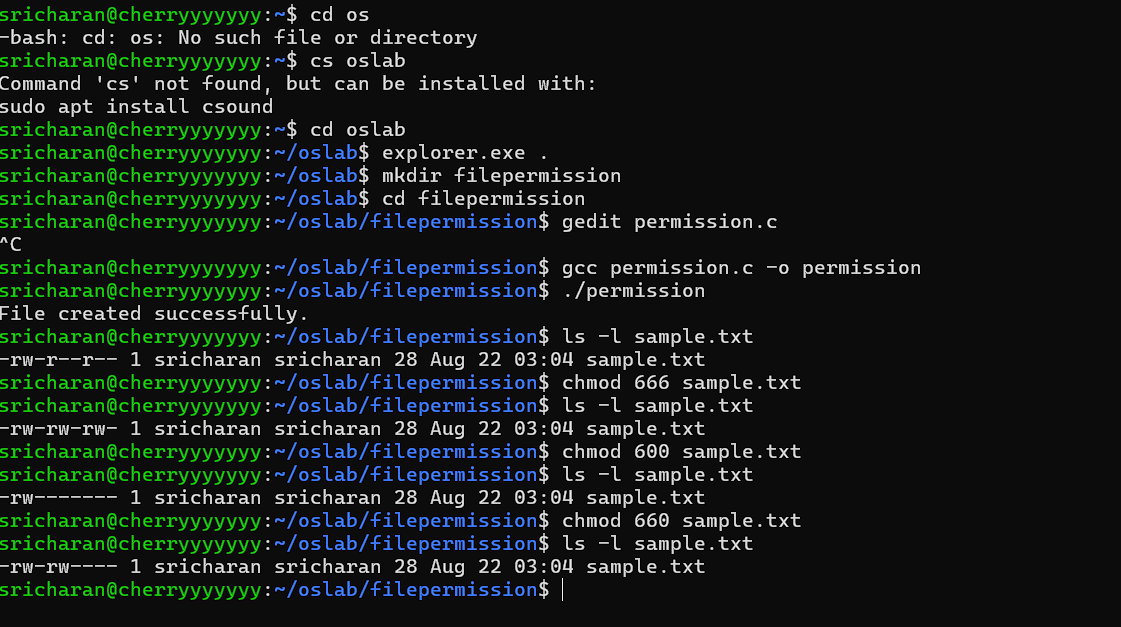 sricharan@cherryyyyyyy:~$ cd os
-bash: cd: os: No such file or directory
sricharan@cherryyyyyyy:~$ cs oslab
Command 'cs' not found, but can be installed with:
sudo apt install csound
sricharan@cherryyyyyyy:~$ cd oslab
sricharan@cherryyyyyyy:~/oslab$ explorer.exe .
sricharan@cherryyyyyyy:~/oslab$ mkdir filepermission
sricharan@cherryyyyyyy:~/oslab$ cd filepermission
sricharan@cherryyyyyyy:~/oslab/filepermission$ gedit permission.c
^C
sricharan@cherryyyyyyy:~/oslab/filepermission$ gcc permission.c -o permission
sricharan@cherryyyyyyy:~/oslab/filepermission$ ./permission
File created successfully.
sricharan@cherryyyyyyy:~/oslab/filepermission$ ls -l sample.txt
-rw-r--r-- 1 sricharan sricharan 28 Aug 22 03:04 sample.txt
sricharan@cherryyyyyyy:~/oslab/filepermission$ chmod 666 sample.txt
sricharan@cherryyyyyyy:~/oslab/filepermission$ ls -l sample.txt
-rw-rw-rw- 1 sricharan sricharan 28 Aug 22 03:04 sample.txt
sricharan@cherryyyyyyy:~/oslab/filepermission$ chmod 600 sample.txt
sricharan@cherryyyyyyy:~/oslab/filepermission$ ls -l sample.txt
-rw------- 1 sricharan sricharan 28 Aug 22 03:04 sample.txt
sricharan@cherryyyyyyy:~/oslab/filepermission$ chmod 660 sample.txt
sricharan@cherryyyyyyy:~/oslab/filepermission$ ls -l sample.txt
-rw-rw---- 1 sricharan sricharan 28 Aug 22 03:04 sample.txt
sricharan@cherryyyyyyy:~/oslab/filepermission$